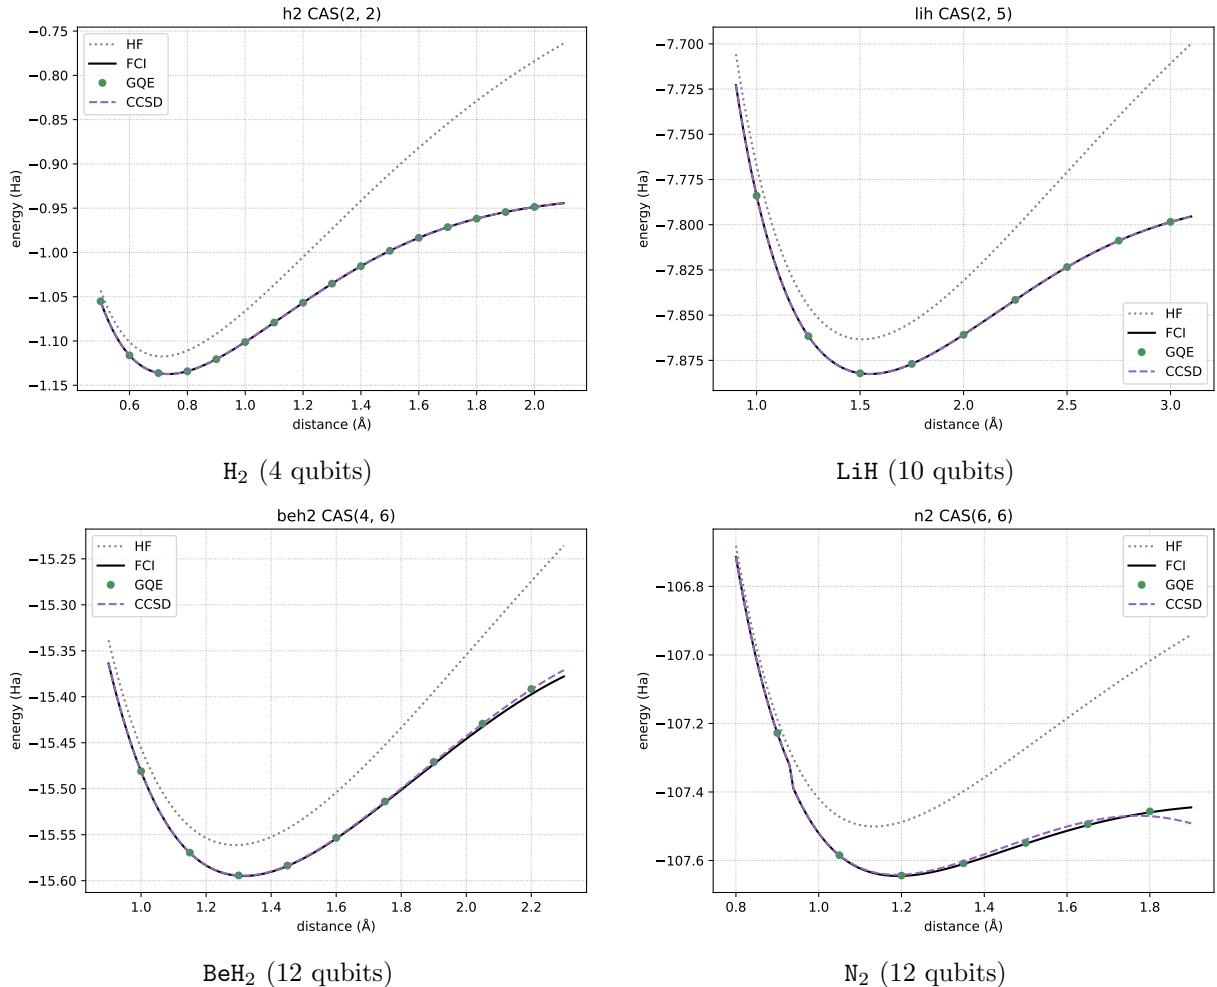 h2 CAS(2, 2)
−0.75
−0.80
−0.85
−0.90
−0.95
−1.00
−1.05
−1.10
−1.15
energy (Ha)
HF
FCI
GQE
CCSD
0.6 0.8 1.0 1.2 1.4 1.6 1.8 2.0
distance (Å)
H₂ (4 qubits)
lih CAS(2, 5)
−7.700
−7.725
−7.750
−7.775
−7.800
−7.825
−7.850
−7.875
energy (Ha)
HF
FCI
GQE
CCSD
1.0 1.5 2.0 2.5 3.0
distance (Å)
LiH (10 qubits)
beh2 CAS(4, 6)
−15.25
−15.30
−15.35
−15.40
−15.45
−15.50
−15.55
−15.60
energy (Ha)
HF
FCI
GQE
CCSD
1.0 1.2 1.4 1.6 1.8 2.0 2.2
distance (Å)
BeH₂ (12 qubits)
n2 CAS(6, 6)
−106.8
−107.0
−107.2
−107.4
−107.6
energy (Ha)
HF
FCI
GQE
CCSD
0.8 1.0 1.2 1.4 1.6 1.8
distance (Å)
N₂ (12 qubits)